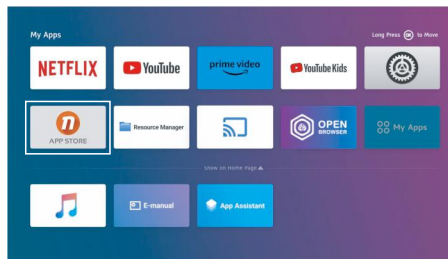 My Apps
Long Press OK to Move
NETFLIX
YouTube
prime video
YouTube Kids
n
APP STORE
Resource Manager
OPEN
BROWSER
My Apps
Show on Home Page
E-manual
App Assistant